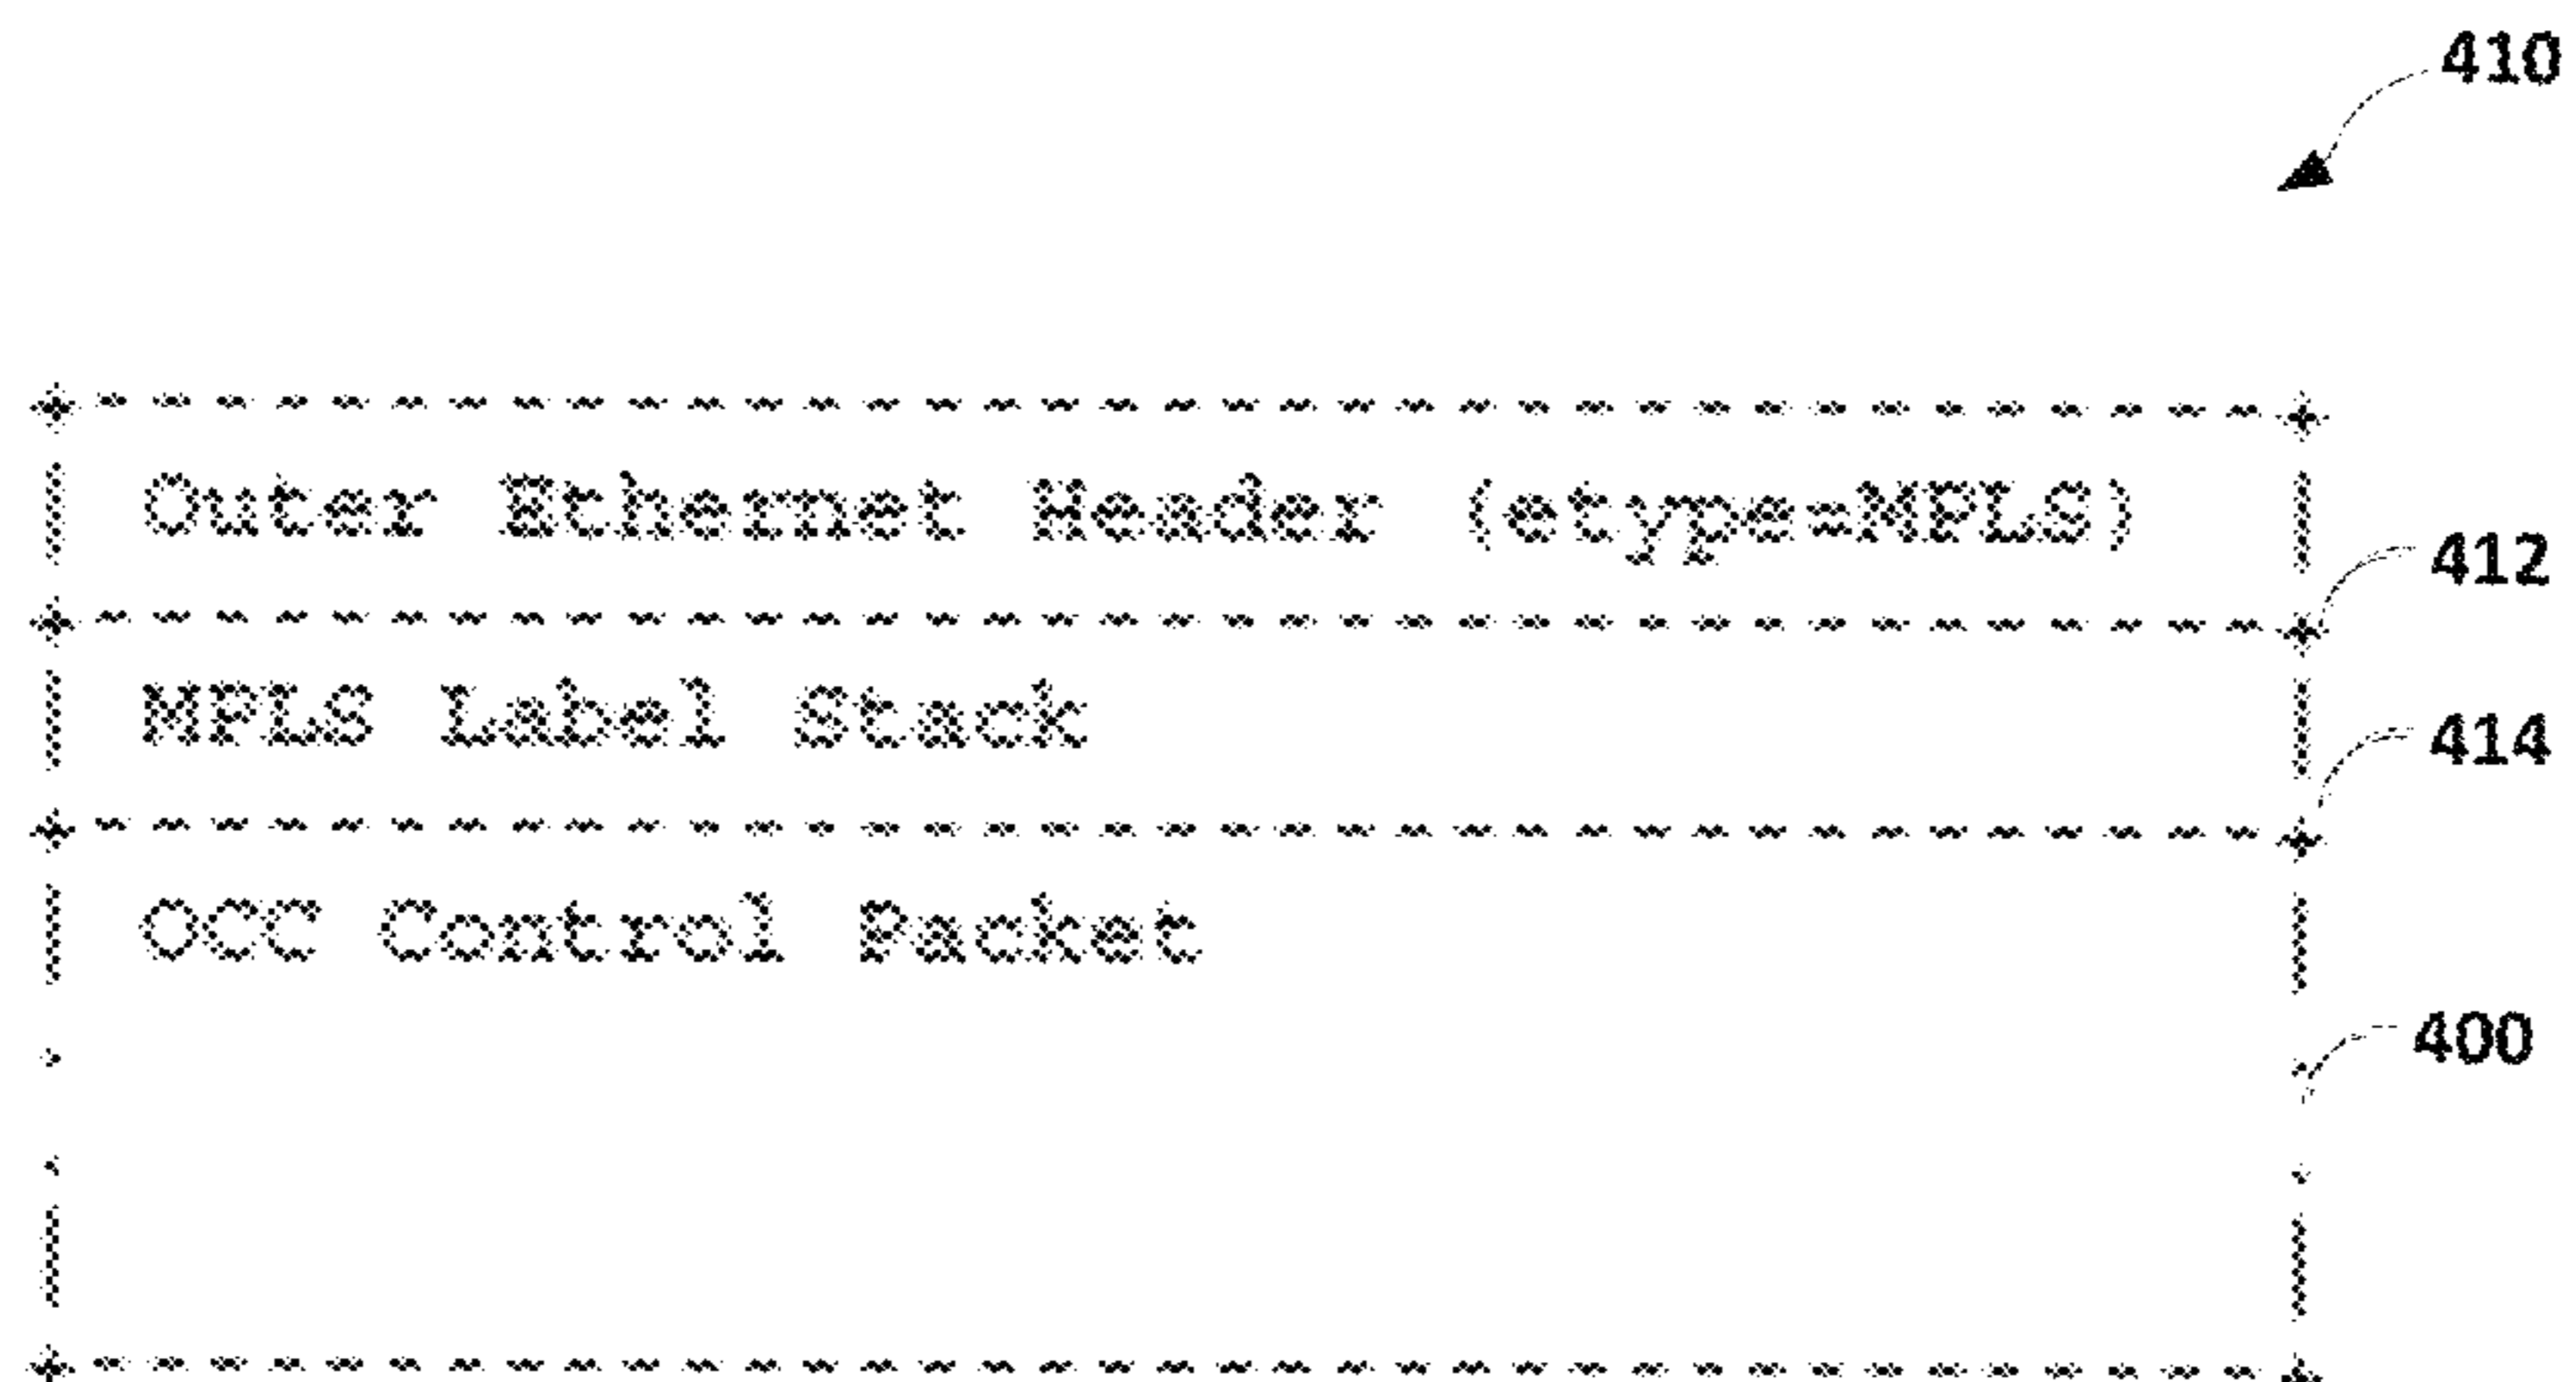 410
Outer Ethernet Header (etype=MPLS)
412
MPLS Label Stack
414
OCC Control Packet
400